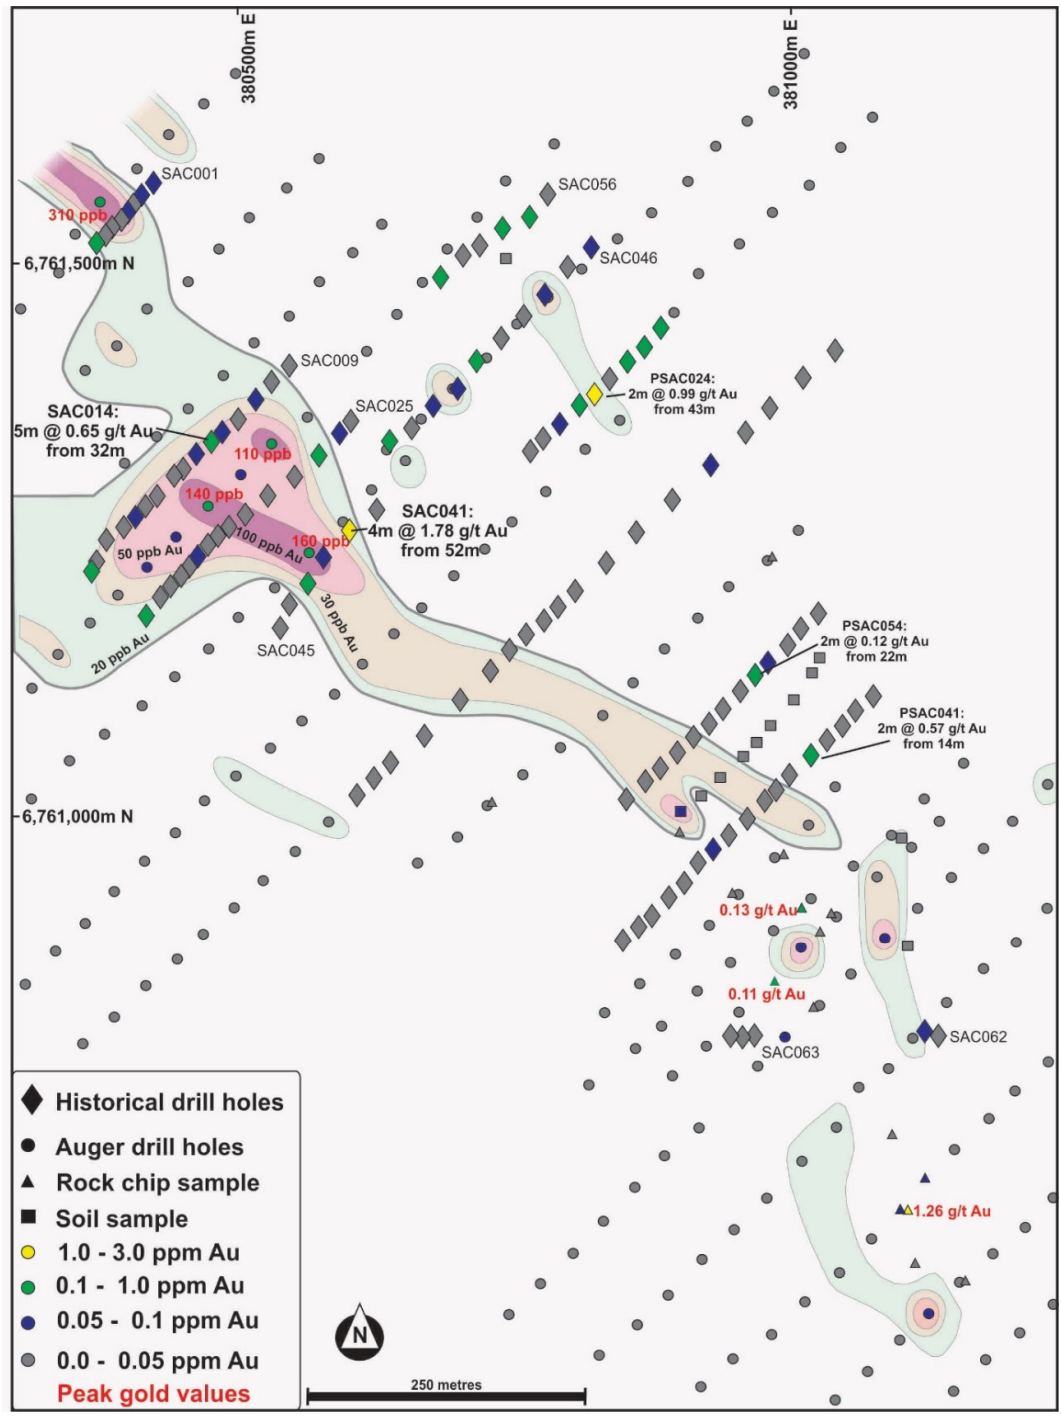 380500m E
381000m E
SAC001
SAC056
310 ppb
6,761,500m N
SAC046
SAC009
PSAC024:
2m @ 0.99 g/t Au
from 43m
SAC014:
5m @ 0.65 g/t Au
from 32m
SAC025
110 ppb
140 ppb
SAC041:
4m @ 1.78 g/t Au
from 52m
160 ppb
100 ppb Au
50 ppb Au
30 ppb Au
20 ppb Au
SAC045
PSAC054:
2m @ 0.12 g/t Au
from 22m
PSAC041:
2m @ 0.57 g/t Au
from 14m
6,761,000m N
0.13 g/t Au
0.11 g/t Au
SAC063
SAC062
1.26 g/t Au
Historical drill holes
Auger drill holes
Rock chip sample
Soil sample
1.0 - 3.0 ppm Au
0.1 - 1.0 ppm Au
0.05 - 0.1 ppm Au
0.0 - 0.05 ppm Au
Peak gold values
N
250 metres